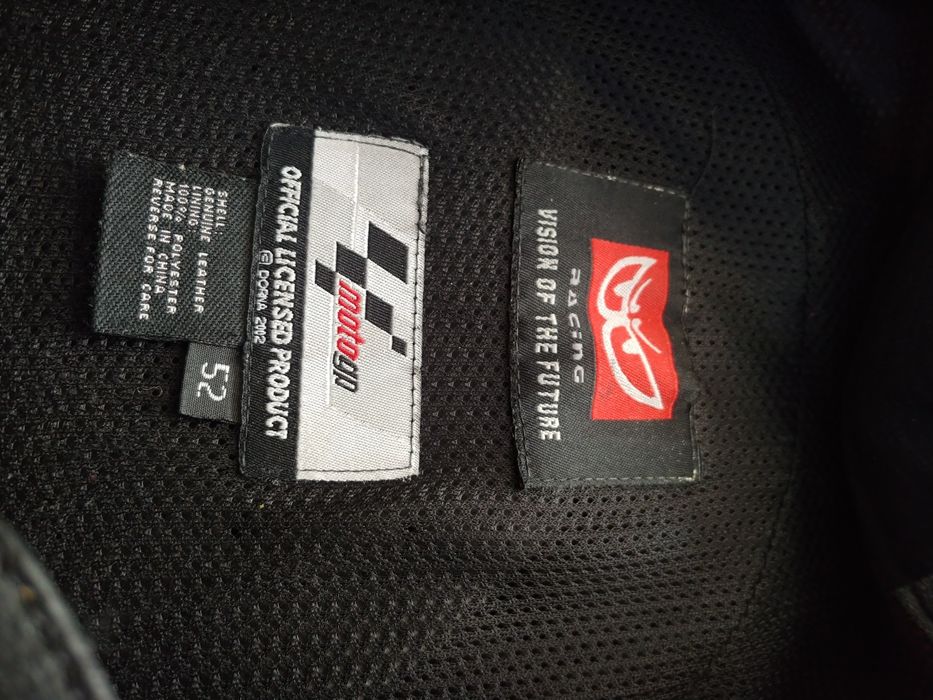 RACING
VISION OF THE FUTURE
motogp
OFFICIAL LICENSED PRODUCT
© DORNA 2002
52
SHELL
GENUINE LEATHER
LINING
100% POLYESTER
MADE IN CHINA
REVERSE FOR CARE